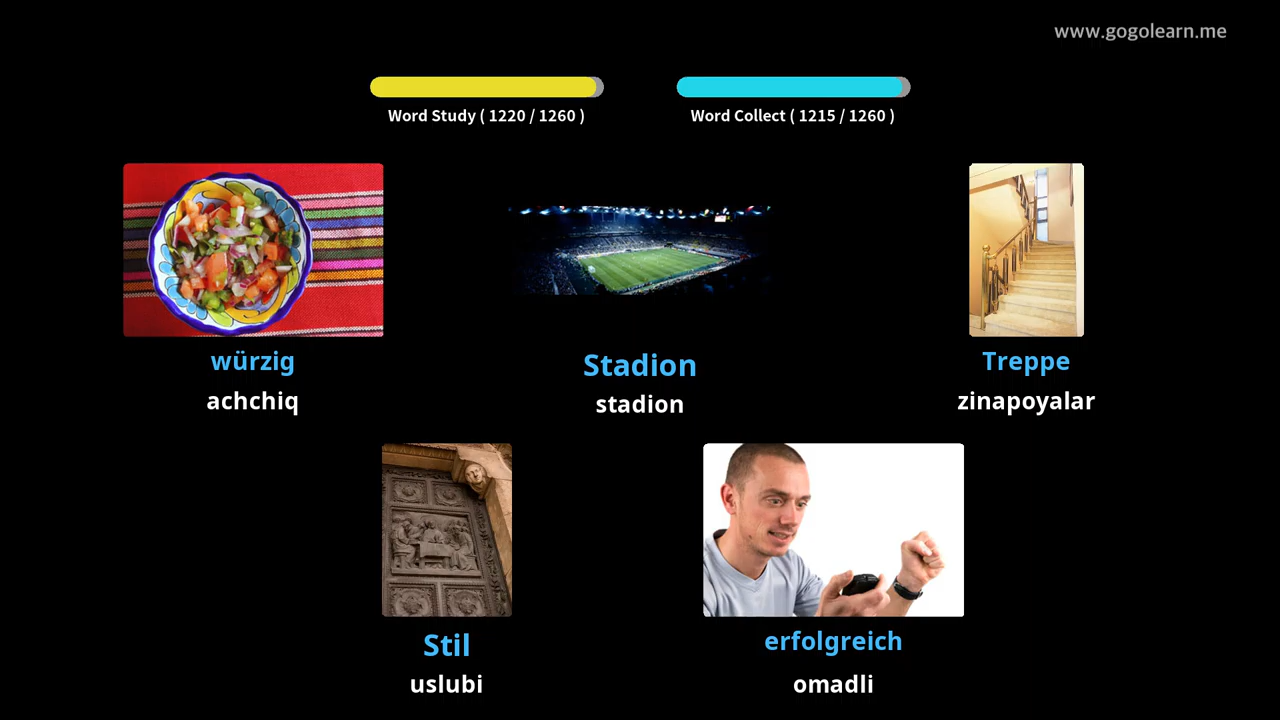 www.gogolearn.me
Word Study ( 1220 / 1260 )
Word Collect ( 1215 / 1260 )
würzig
achchiq
Stadion
stadion
Treppe
zinapoyalar
Stil
uslubi
erfolgreich
omadli